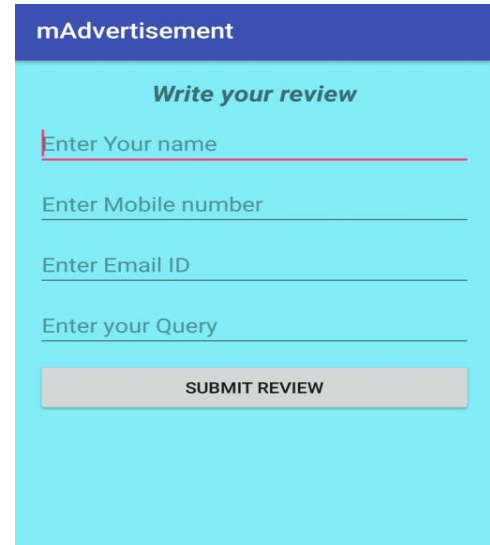 mAdvertisement
Write your review
Enter Your name
Enter Mobile number
Enter Email ID
Enter your Query
SUBMIT REVIEW